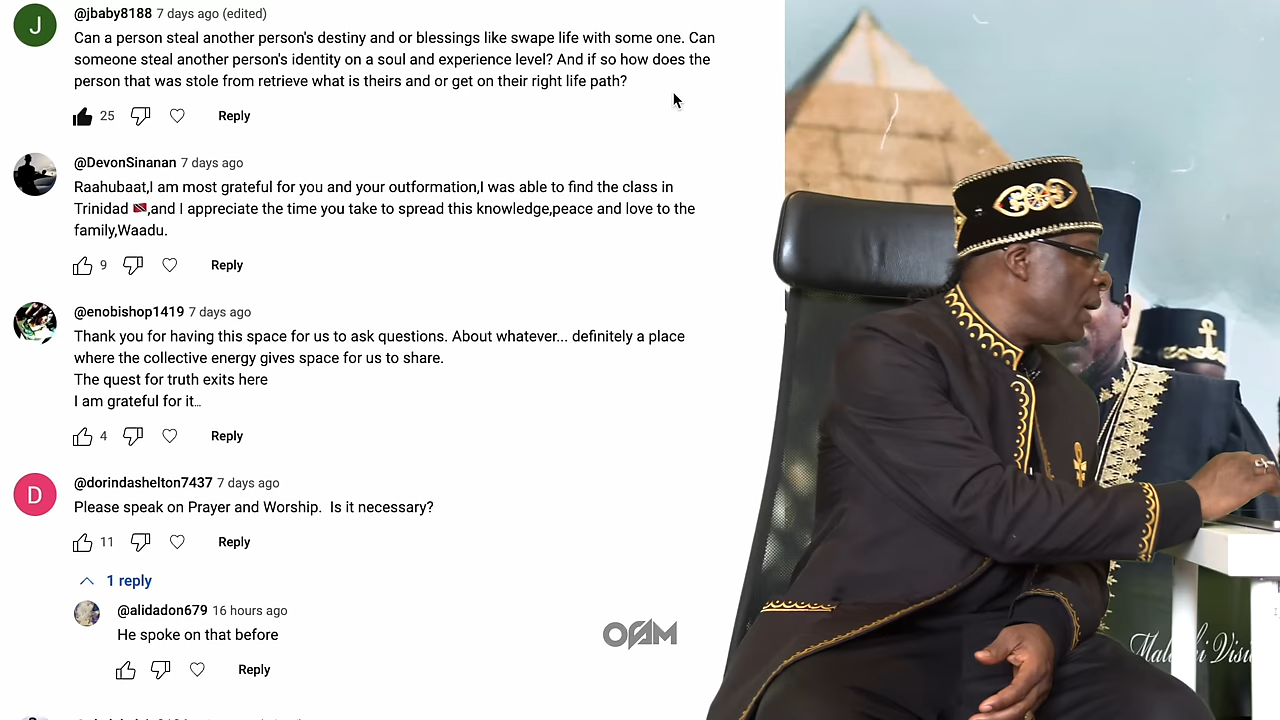 @jbaby8188 7 days ago (edited)
Can a person steal another person's destiny and or blessings like swape life with some one. Can
someone steal another person's identity on a soul and experience level? And if so how does the
person that was stole from retrieve what is theirs and or get on their right life path?
25 Reply
@DevonSinanan 7 days ago
Raahubaat,I am most grateful for you and your outformation,I was able to find the class in
Trinidad 🇹🇹,and I appreciate the time you take to spread this knowledge,peace and love to the
family,Waadu.
9 Reply
@enobishop1419 7 days ago
Thank you for having this space for us to ask questions. About whatever... definitely a place
where the collective energy gives space for us to share.
The quest for truth exits here
I am grateful for it...
4 Reply
D
@dorindashelton7437 7 days ago
Please speak on Prayer and Worship.  Is it necessary?
11 Reply
1 reply
@alidadon679 16 hours ago
He spoke on that before
Reply
J
OFAM